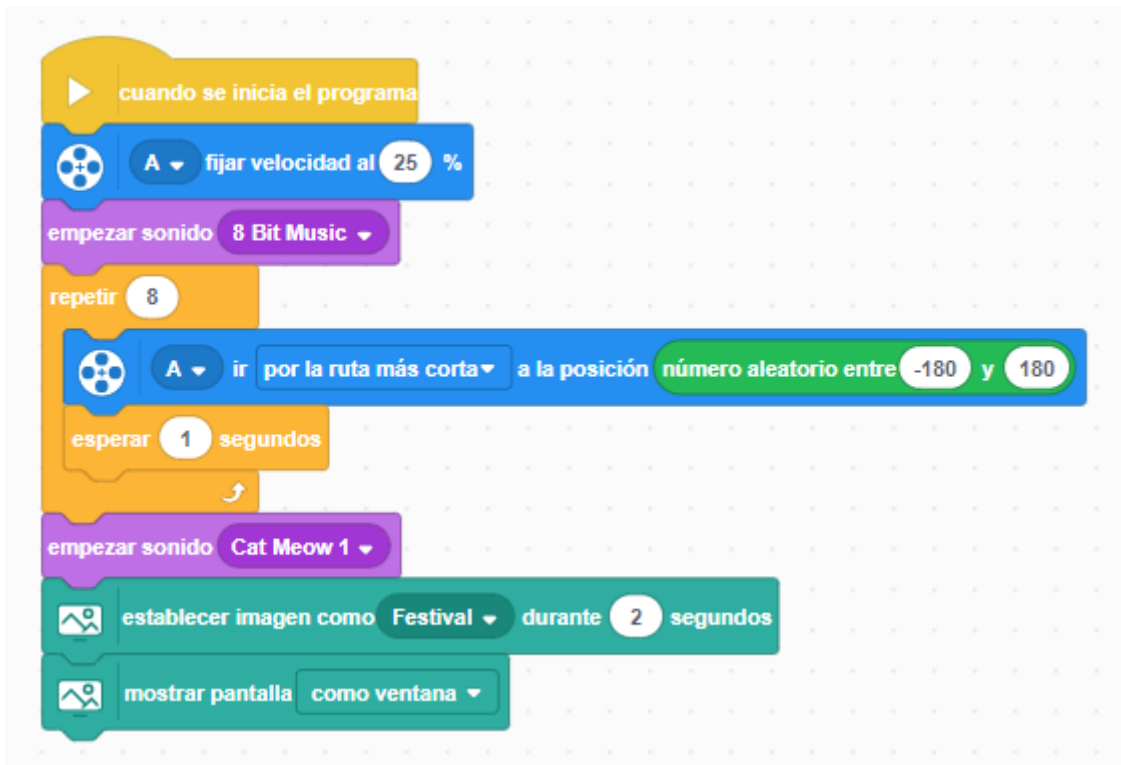 cuando se inicia el programa
A fijar velocidad al 25 %
empezar sonido 8 Bit Music
repetir 8
A ir por la ruta más corta a la posición número aleatorio entre -180 y 180
esperar 1 segundos
empezar sonido Cat Meow 1
establecer imagen como Festival durante 2 segundos
mostrar pantalla como ventana